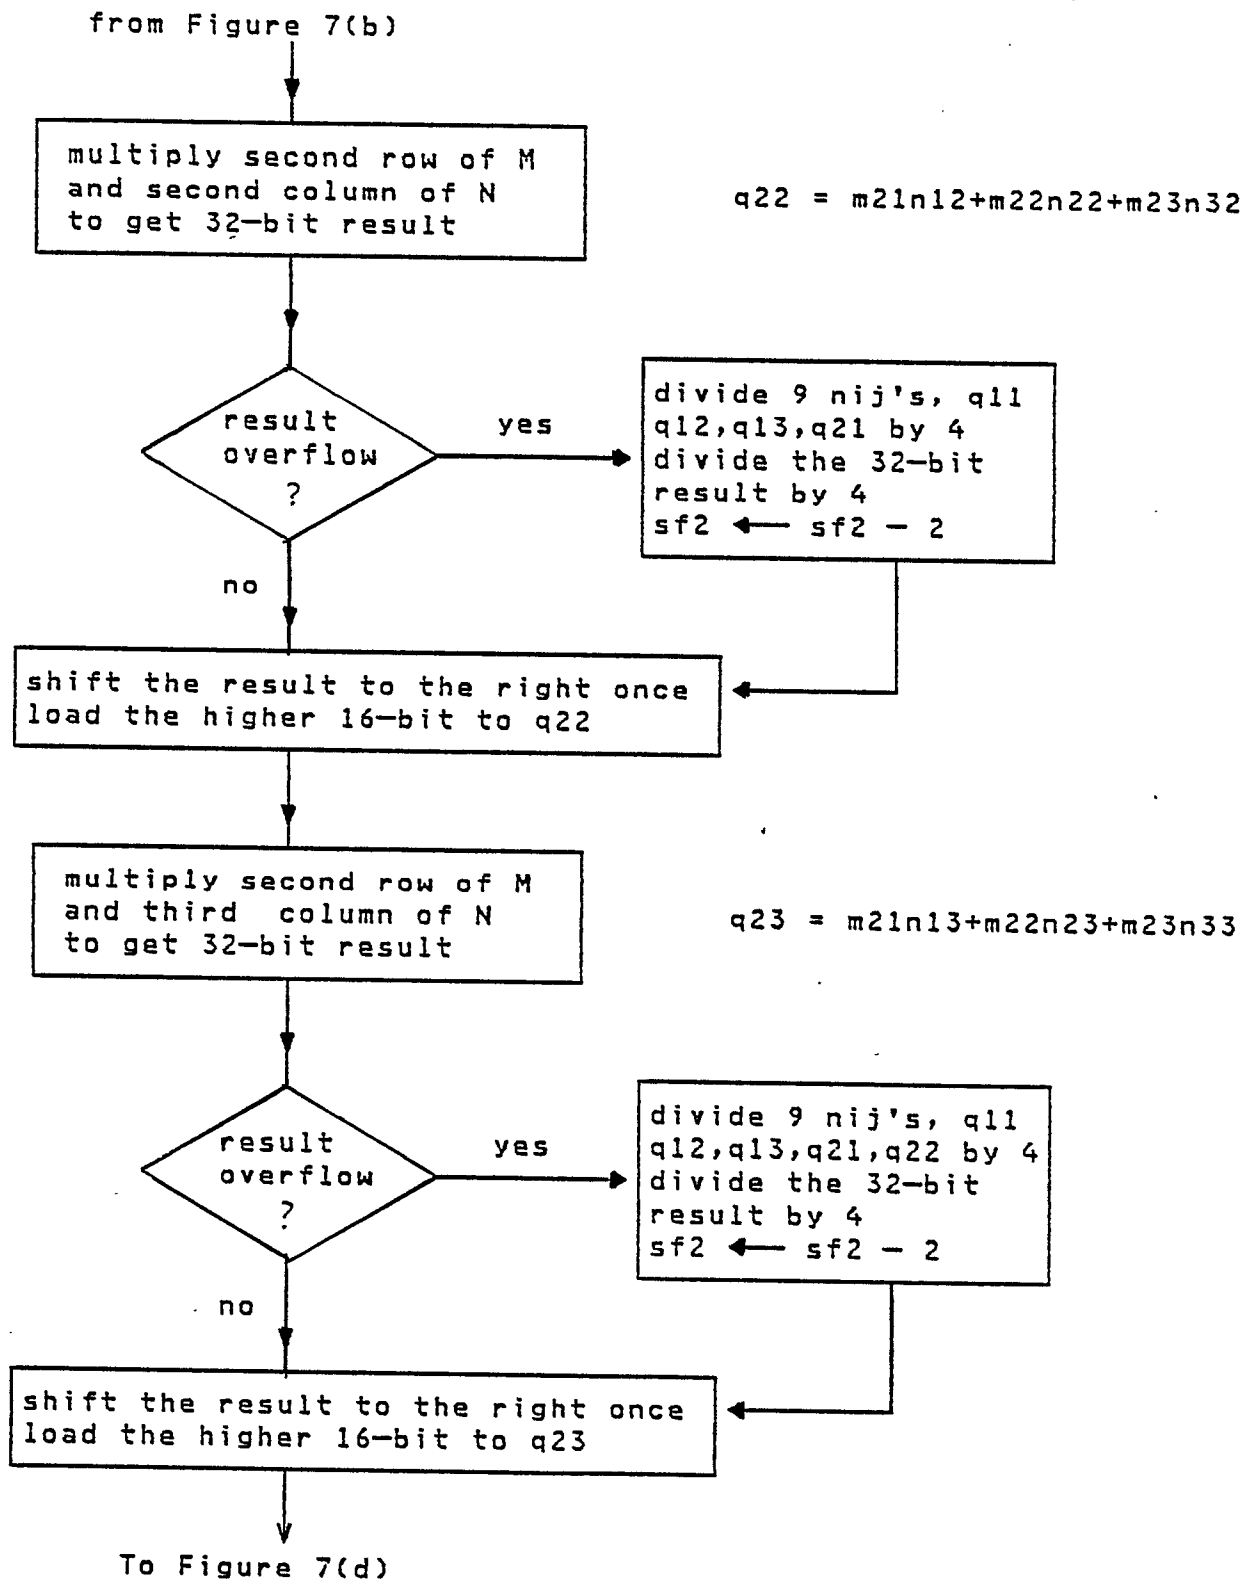 from Figure 7(b)
multiply second row of M
and second column of N
to get 32-bit result
q22 = m21n12+m22n22+m23n32
result
overflow
?
yes
divide 9 nij's, q11
q12,q13,q21 by 4
divide the 32-bit
result by 4
sf2 ← sf2 - 2
no
shift the result to the right once
load the higher 16-bit to q22
multiply second row of M
and third column of N
to get 32-bit result
q23 = m21n13+m22n23+m23n33
result
overflow
?
yes
divide 9 nij's, q11
q12,q13,q21,q22 by 4
divide the 32-bit
result by 4
sf2 ← sf2 - 2
no
shift the result to the right once
load the higher 16-bit to q23
To Figure 7(d)